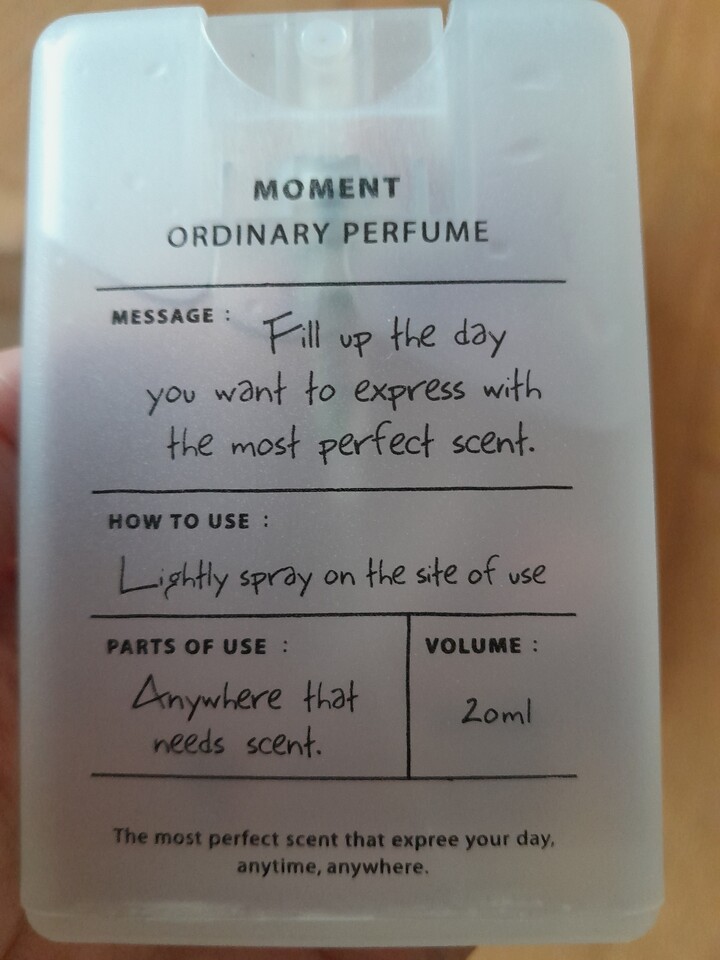 MOMENT
ORDINARY PERFUME
MESSAGE : Fill up the day
you want to express with
the most perfect scent.
HOW TO USE :
Lightly spray on the site of use
PARTS OF USE :
Anywhere that
needs scent.
VOLUME :
20ml
The most perfect scent that expree your day,
anytime, anywhere.